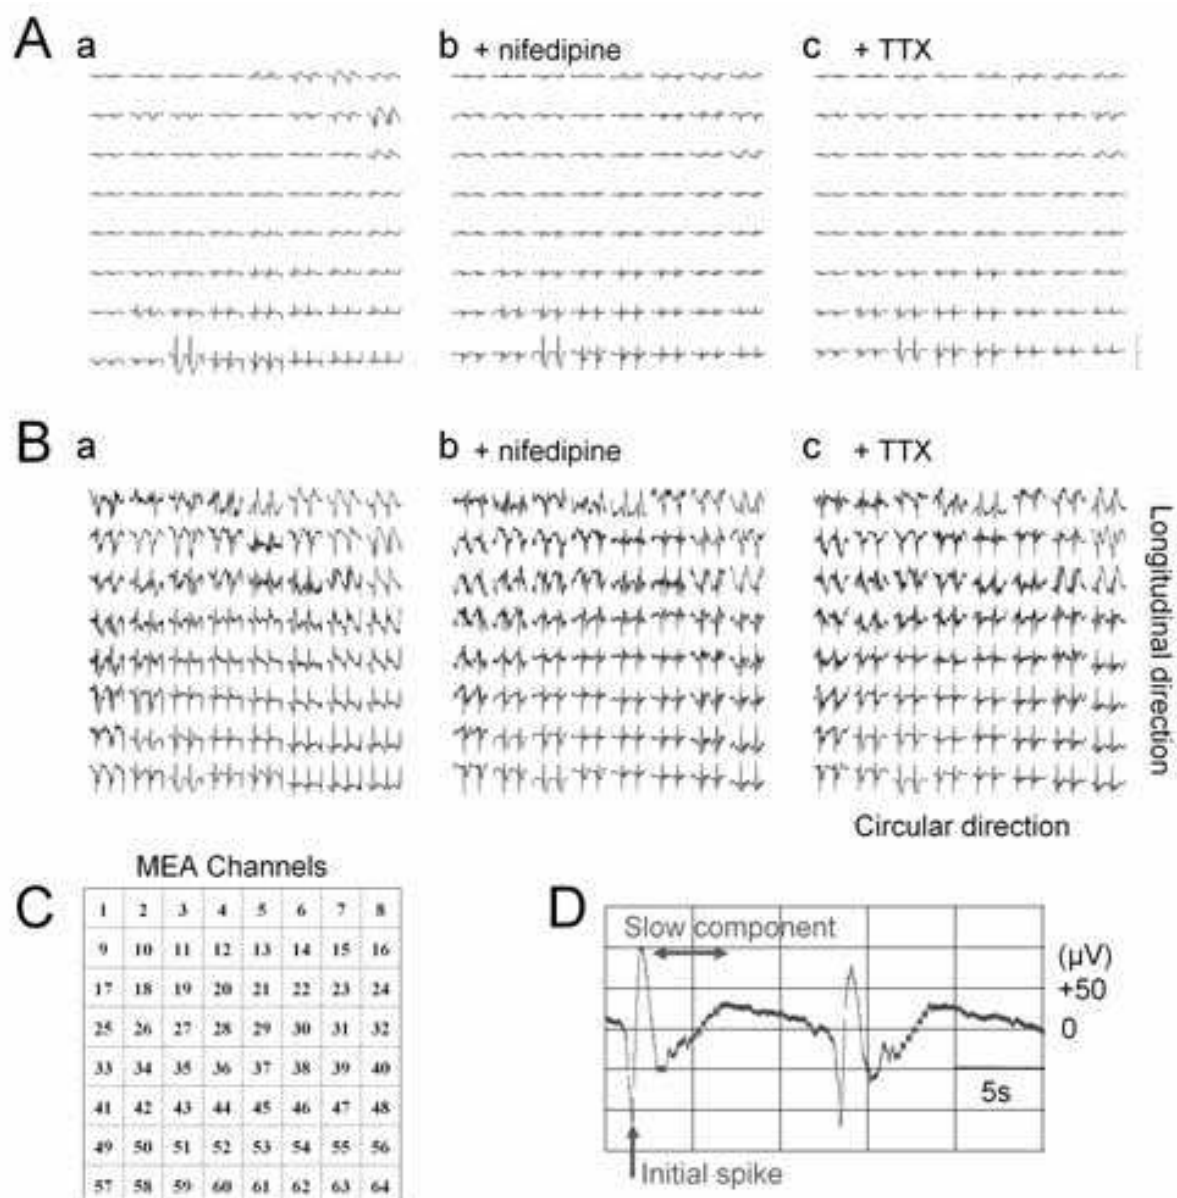 A a b + nifedipine c + TTX
B a b + nifedipine c + TTX
Longitudinal direction
Circular direction
MEA Channels
C
1 2 3 4 5 6 7 8
9 10 11 12 13 14 15 16
17 18 19 20 21 22 23 24
25 26 27 28 29 30 31 32
33 34 35 36 37 38 39 40
41 42 43 44 45 46 47 48
49 50 51 52 53 54 55 56
57 58 59 60 61 62 63 64
D
Slow component
(µV)
+50
0
5s
Initial spike